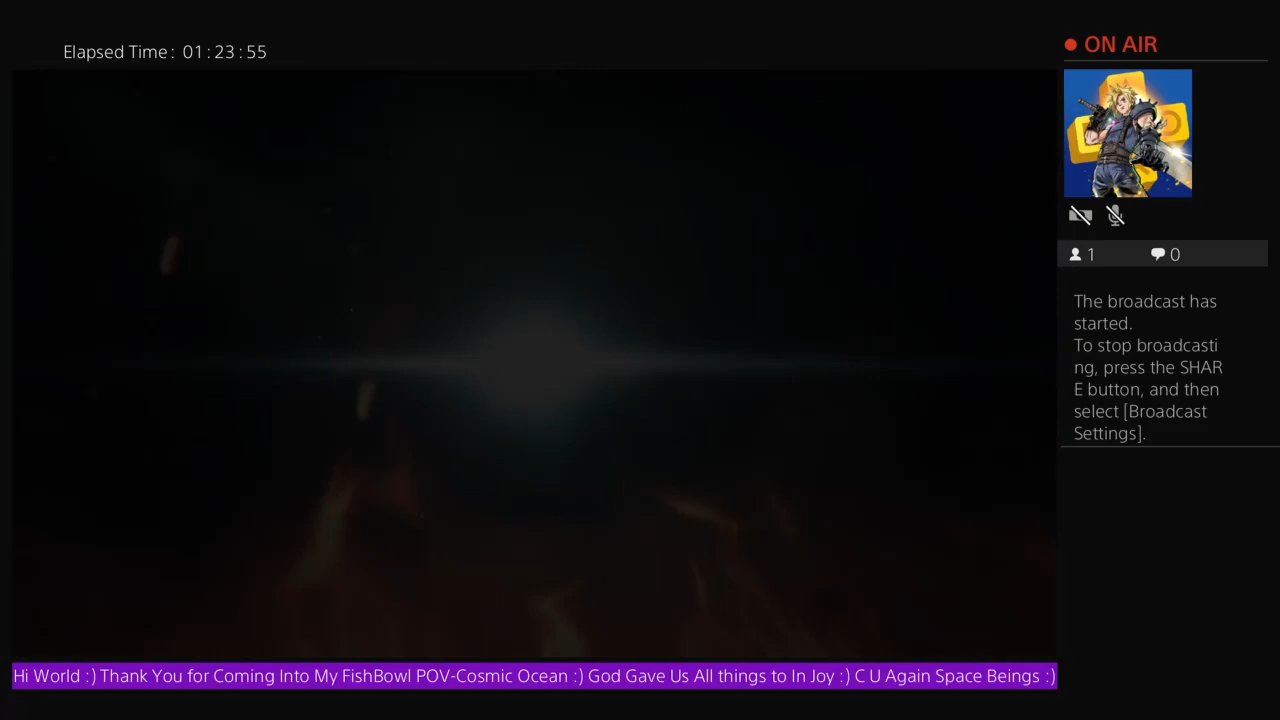 Elapsed Time: 01:23:55
ON AIR
1 0
The broadcast has
started.
To stop broadcasti
ng, press the SHAR
E button, and then
select [Broadcast
Settings].
Hi World :) Thank You for Coming Into My FishBowl POV-Cosmic Ocean :) God Gave Us All things to In Joy :) C U Again Space Beings :)